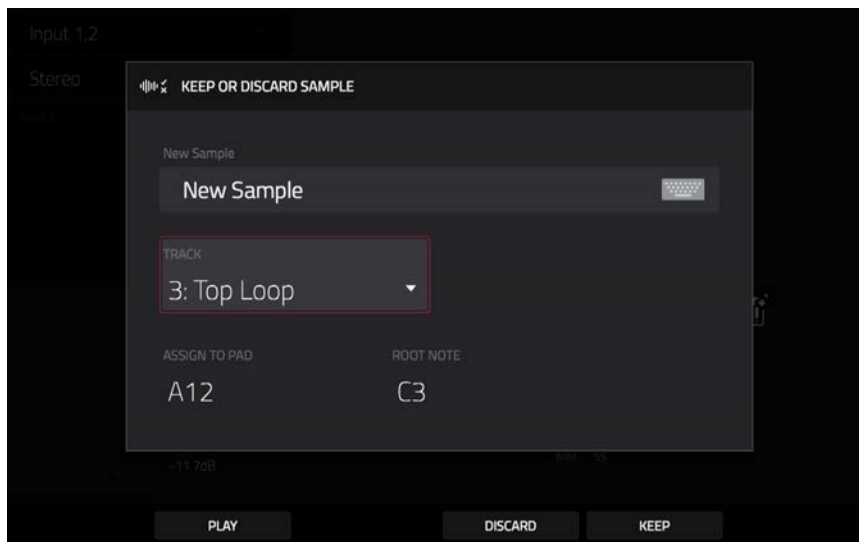 Input 1,2
Stereo
KEEP OR DISCARD SAMPLE
New Sample
New Sample
TRACK
3: Top Loop
ASSIGN TO PAD ROOT NOTE
A12 C3
-11.7dB
PLAY DISCARD KEEP